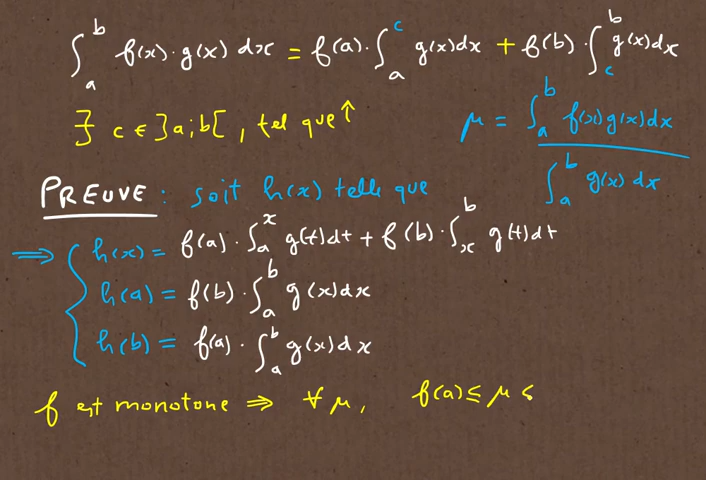 ∫_a^b f(x)·g(x) dx = f(a)·∫_a^c g(x)dx + f(b)·∫_c^b g(x)dx
∃ c ∈ ]a;b[, tel que ↑
μ = ∫_a^b f(x)g(x)dx / ∫_a^b g(x)dx
PREUVE : soit h(x) telle que
⇒ { h(x) = f(a)·∫_a^x g(t)dt + f(b)·∫_x^b g(t)dt
h(a) = f(b)·∫_a^b g(x)dx
h(b) = f(a)·∫_a^b g(x)dx
f est monotone ⇒ ∀ μ, f(a) ≤ μ ≤